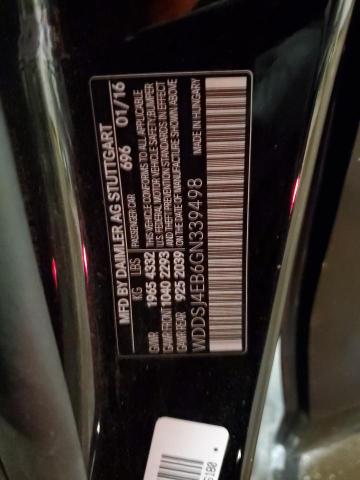 MFD BY DAIMLER AG STUTTGART
PASSENGER CAR 696 01/16
KG LBS
GVWR 1965 4332 THIS VEHICLE CONFORMS TO ALL APPLICABLE
GAWR FRONT 1040 2293 U.S. FEDERAL MOTOR VEHICLE SAFETY, BUMPER
GAWR REAR 925 2039 AND THEFT PREVENTION STANDARDS IN EFFECT
ON THE DATE OF MANUFACTURE SHOWN ABOVE
WDDSJ4EB6GN339498 MADE IN HUNGARY